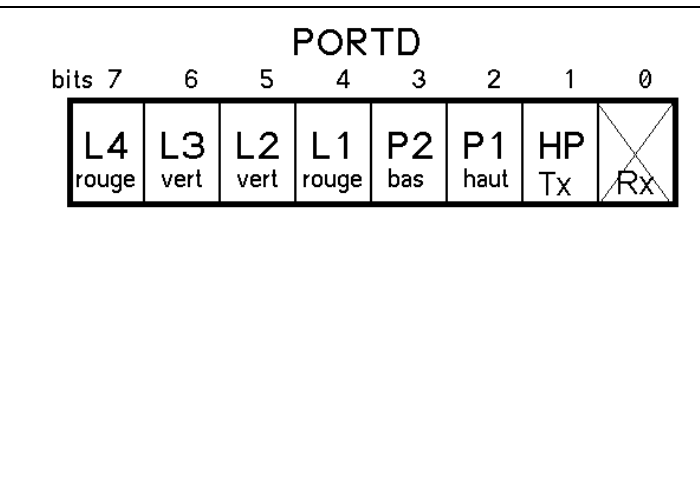 PORTD
bits 7 6 5 4 3 2 1 0
L4 L3 L2 L1 P2 P1 HP
rouge vert vert rouge bas haut Tx Rx